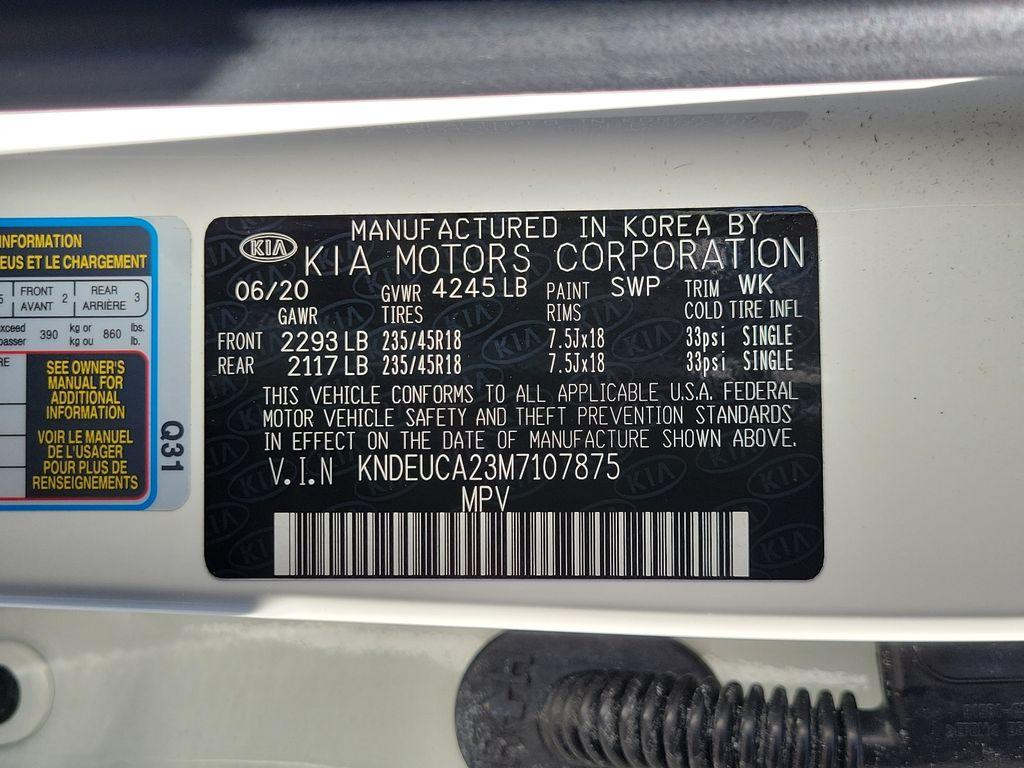 INFORMATION
EUS ET LE CHARGEMENT
5 FRONT AVANT 2 REAR ARRIÈRE 3
xceed passer 390 kg or kg ou 860 lbs. lb.
RE
SEE OWNER'S
MANUAL FOR
ADDITIONAL
INFORMATION
VOIR LE MANUEL
DE L'USAGER
POUR PLUS DE
RENSEIGNEMENTS
Q31
MANUFACTURED IN KOREA BY
KIA KIA MOTORS CORPORATION
06/20 GVWR 4245 LB PAINT SWP TRIM WK
GAWR TIRES RIMS COLD TIRE INFL
FRONT 2293 LB 235/45R18 7.5Jx18 33psi SINGLE
REAR 2117 LB 235/45R18 7.5Jx18 33psi SINGLE
THIS VEHICLE CONFORMS TO ALL APPLICABLE U.S.A. FEDERAL
MOTOR VEHICLE SAFETY AND THEFT PREVENTION STANDARDS
IN EFFECT ON THE DATE OF MANUFACTURE SHOWN ABOVE.
V.I.N KNDEUCA23M7107875
MPV